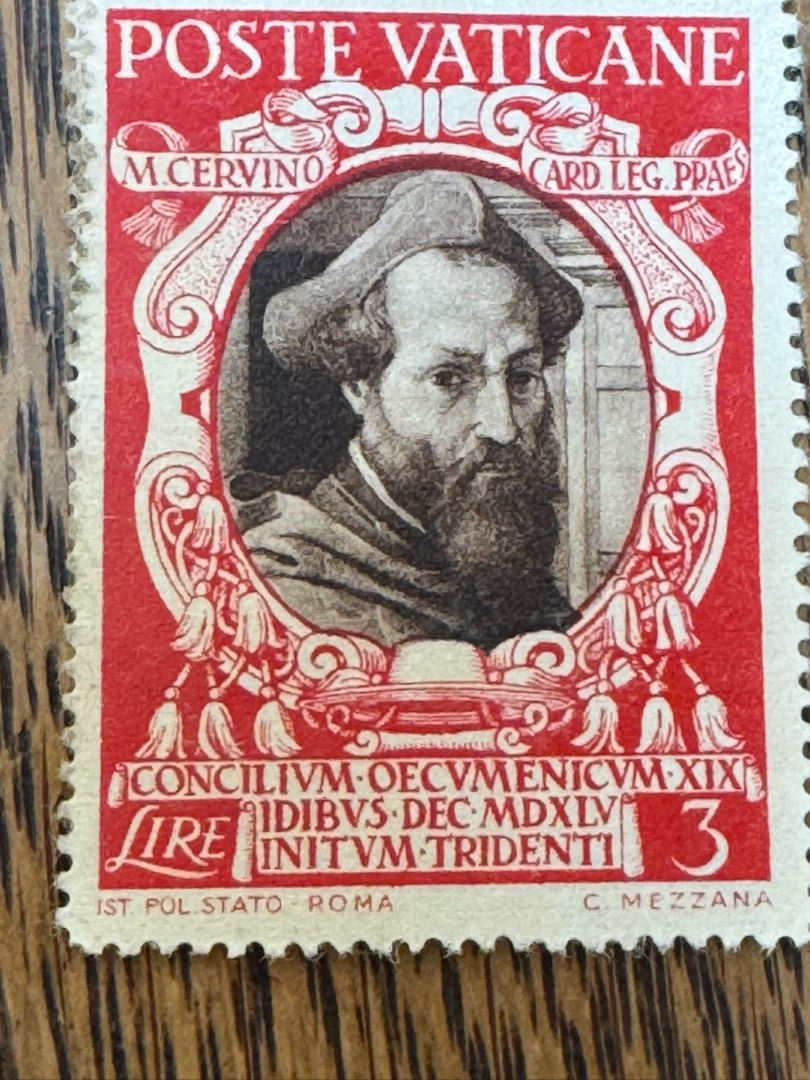 POSTE VATICANE
M. CERVINO CARD. LEG. PRAES
CONCILIVM·OECVMENICVM·XIX
IDIBVS·DEC·MDXLV
INITVM·TRIDENTI
LIRE 3
IST. POL. STATO - ROMA C. MEZZANA